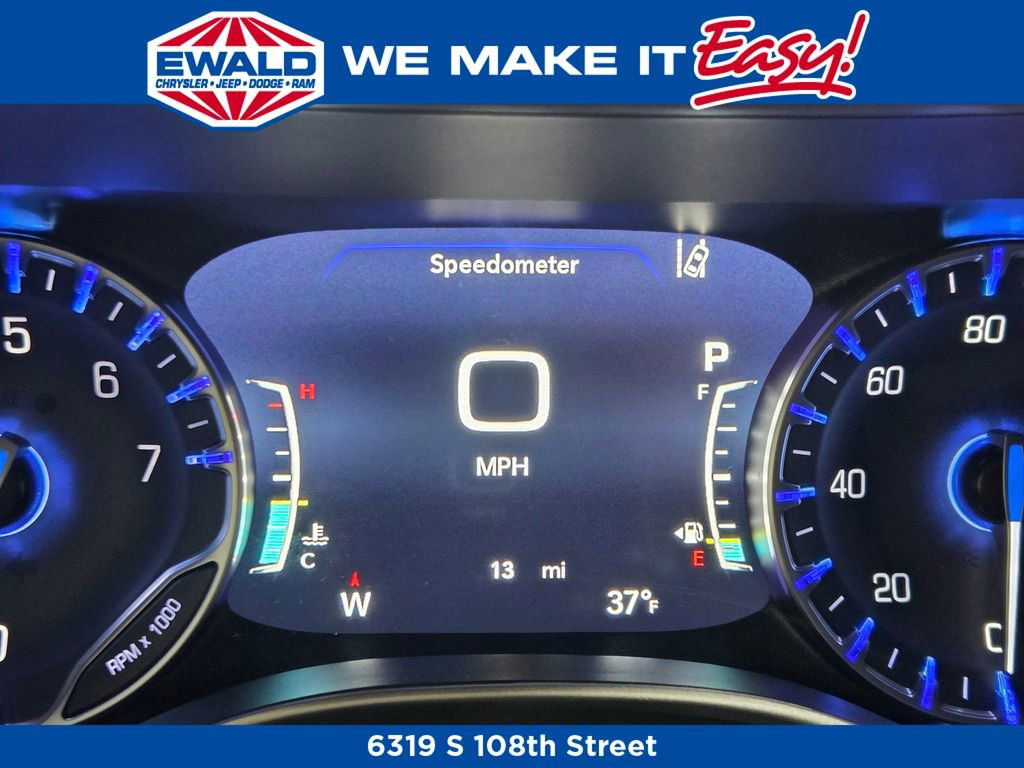 EWALD
CHRYSLER • JEEP • DODGE • RAM
WE MAKE IT Easy!
Speedometer
5
6
7
0
RPM x 1000
H
C
W
0
MPH
13 mi
P
F
E
37°F
80
60
40
20
6319 S 108th Street